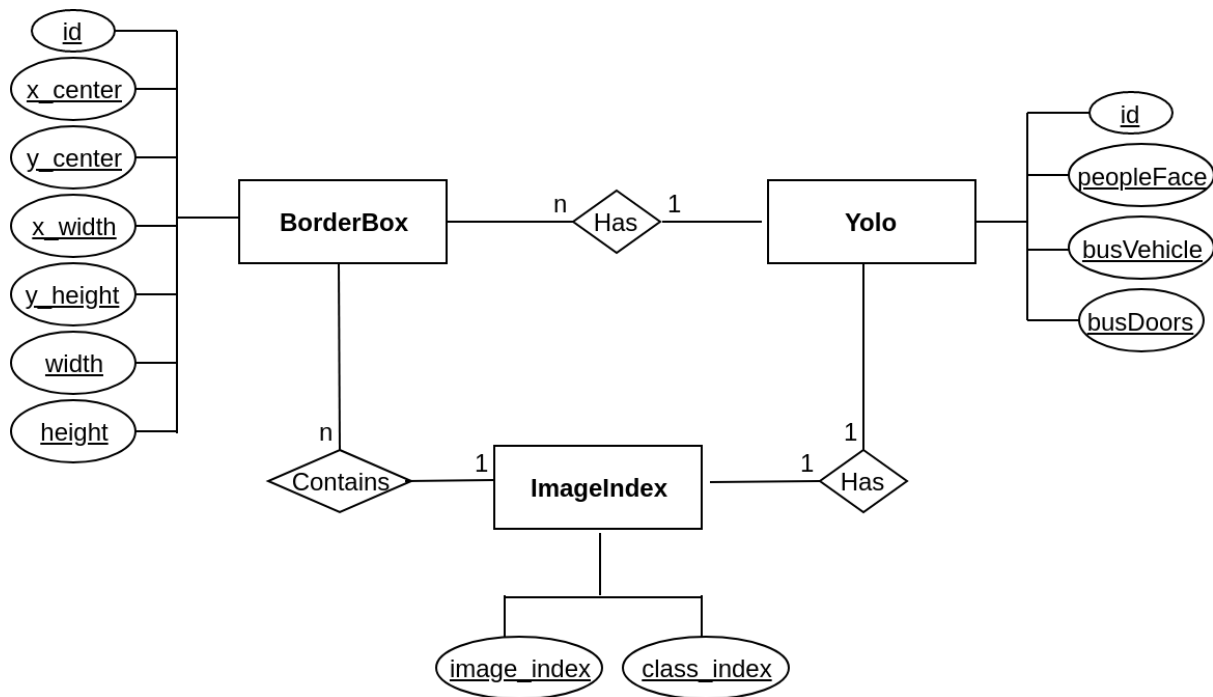 id
x_center
y_center
x_width
y_height
width
height
BorderBox
n
Has
1
Yolo
id
peopleFace
busVehicle
busDoors
n
Contains
1
ImageIndex
1
1
Has
image_index
class_index